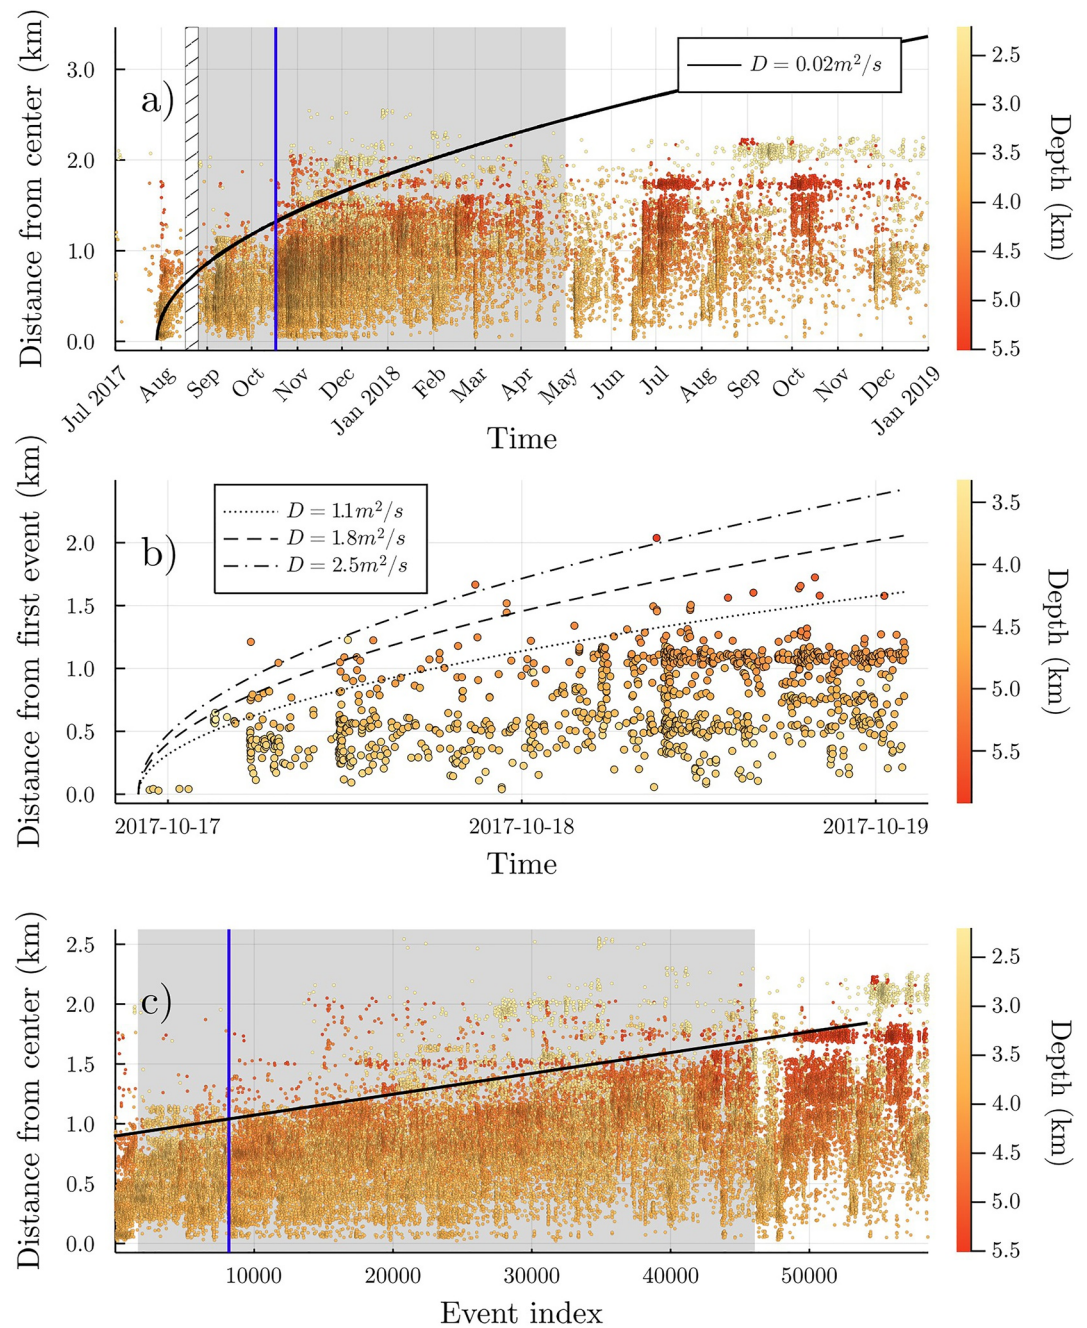 a)
Distance from center (km)
3.0
2.0
1.0
0.0
D = 0.02m²/s
Jul 2017 Aug Sep Oct Nov Dec Jan 2018 Feb Mar Apr May Jun Jul Aug Sep Oct Nov Dec Jan 2019
Time
2.5
3.0
3.5
4.0
4.5
5.0
5.5
Depth (km)
b)
Distance from first event (km)
2.0
1.5
1.0
0.5
0.0
D = 1.1m²/s
D = 1.8m²/s
D = 2.5m²/s
2017-10-17 2017-10-18 2017-10-19
Time
3.5
4.0
4.5
5.0
5.5
Depth (km)
c)
Distance from center (km)
2.5
2.0
1.5
1.0
0.5
0.0
10000 20000 30000 40000 50000
Event index
2.5
3.0
3.5
4.0
4.5
5.0
5.5
Depth (km)